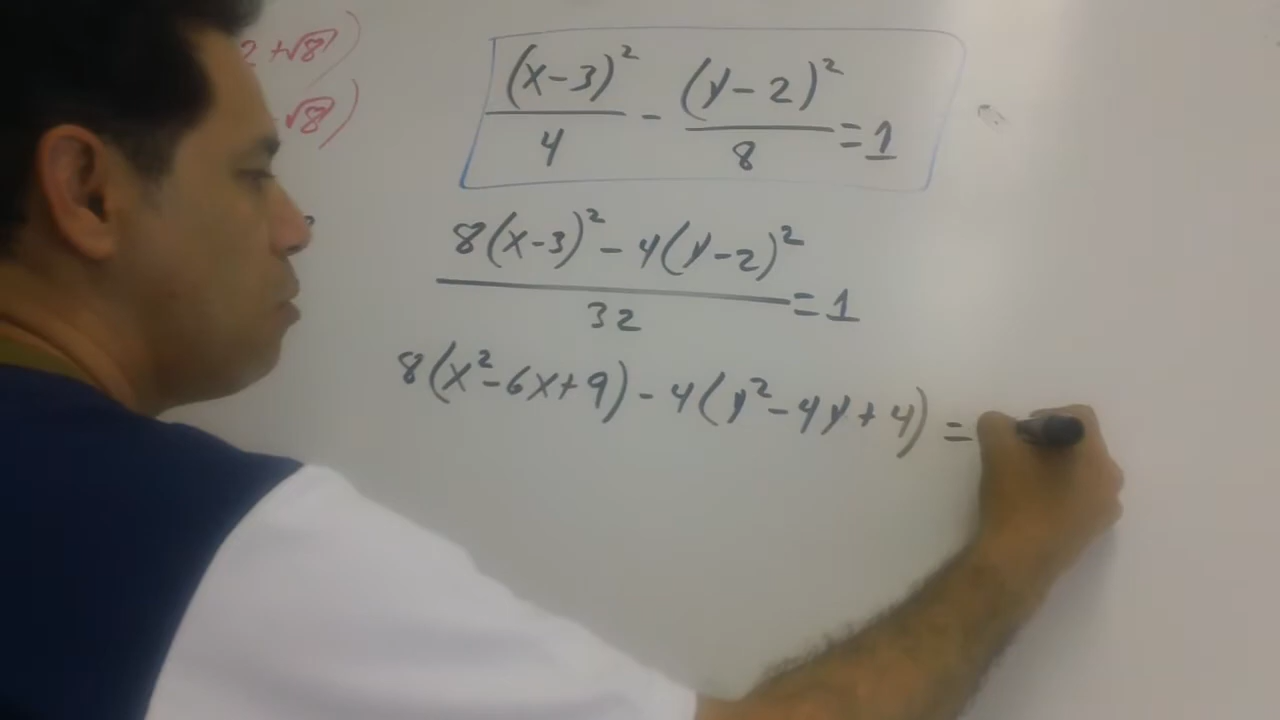 2 + √8)
√8)
(x-3)² / 4 - (y-2)² / 8 = 1
8(x-3)² - 4(y-2)² / 32 = 1
8(x²-6x+9) - 4(y²-4y+4) =